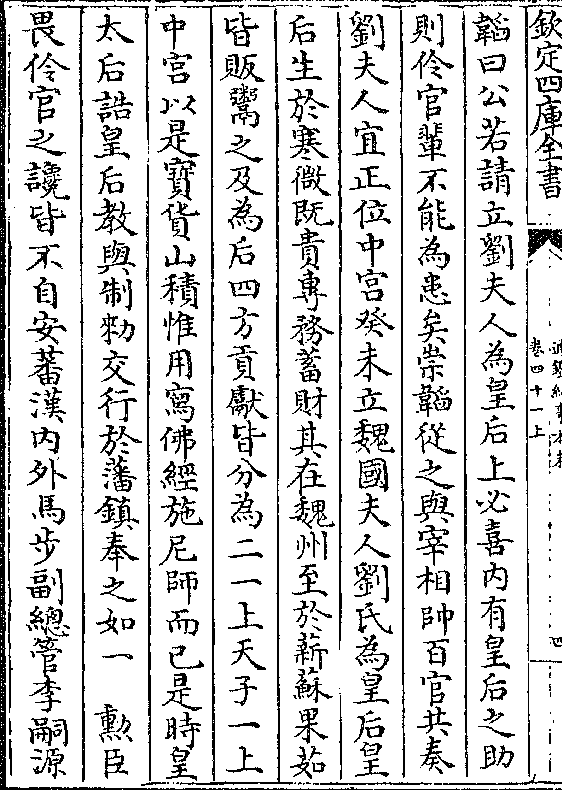 欽定四庫全書
卷四十一上
韜曰公若請立劉夫人為皇后上必喜内有皇后之助
則伶官輩不能為患矣崇韜從之與宰相帥百官共奏
劉夫人宜正位中宮癸未立魏國夫人劉氏為皇后皇
后生於寒微既貴專務蓄財其在魏州至於薪蘇果茹
皆販鬻之及為后四方貢獻皆分為二一上天子一上
中宮以是寶貨山積惟用寫佛經施尼師而已是時皇
太后誥皇后教與制勑交行於藩鎮奉之如一 勲臣
畏伶官之讒皆不自安蕃漢内外馬步副總管李嗣源